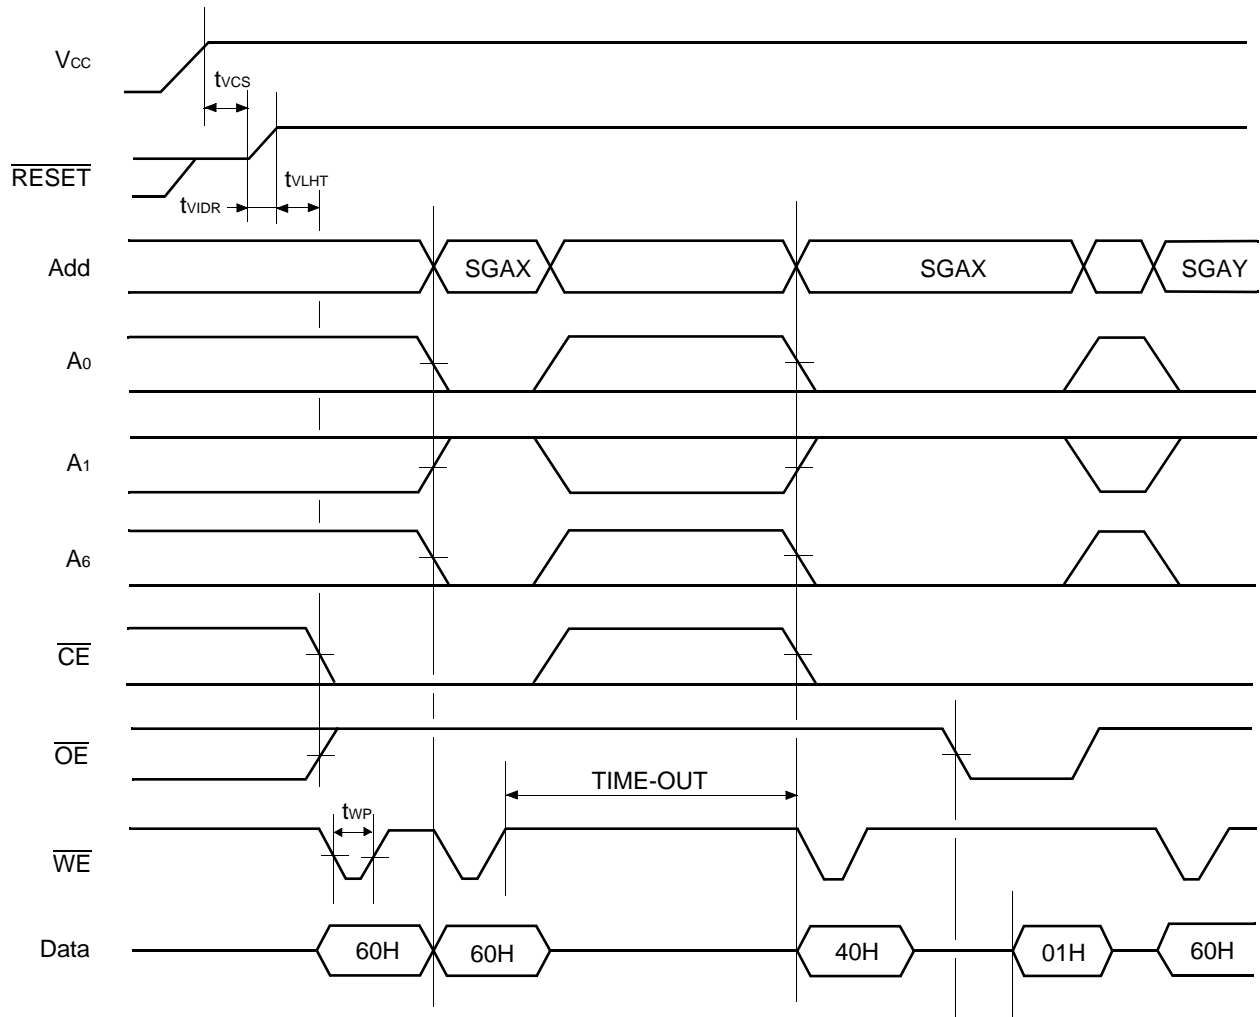 VCC
tVCS
RESET
tVLHT
tVIDR
Add
SGAX
SGAX
SGAY
A0
A1
A6
CE
OE
TIME-OUT
tWP
WE
Data
60H
60H
40H
01H
60H